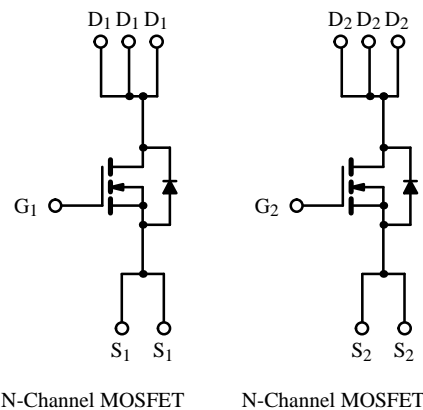 D1 D1 D1 D2 D2 D2
G1 G2
S1 S1 S2 S2
N-Channel MOSFET N-Channel MOSFET